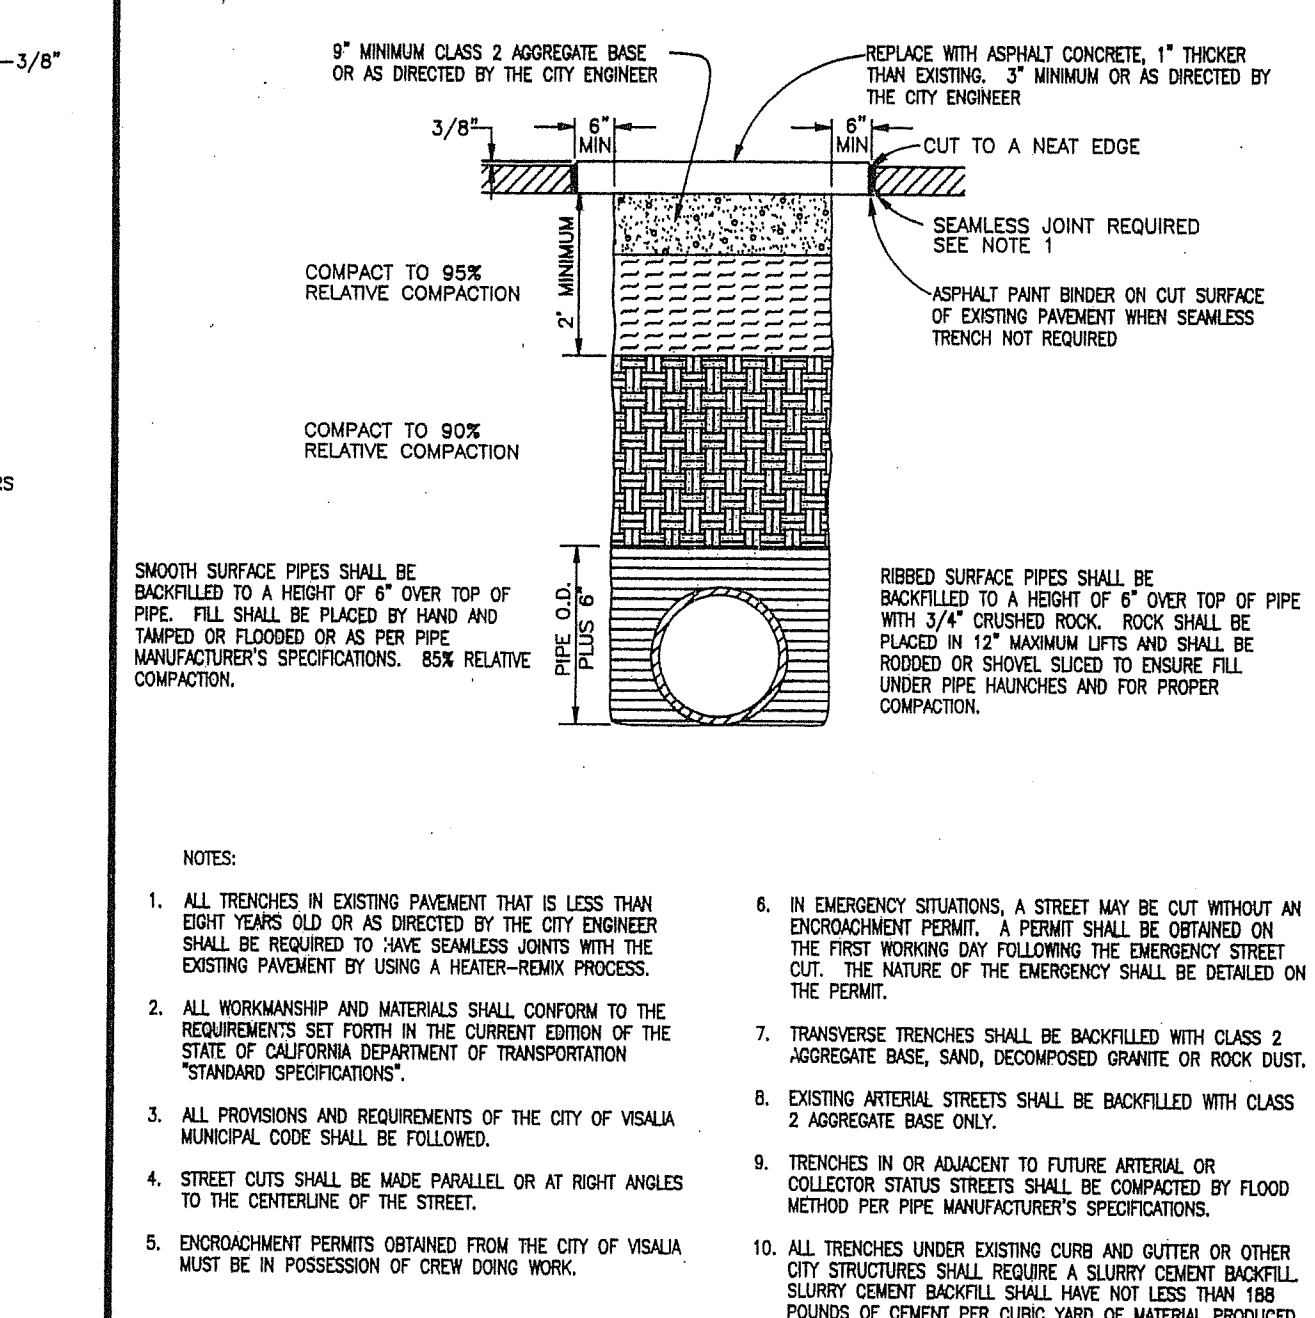 -3/8"
9" MINIMUM CLASS 2 AGGREGATE BASE
OR AS DIRECTED BY THE CITY ENGINEER
REPLACE WITH ASPHALT CONCRETE, 1" THICKER
THAN EXISTING. 3" MINIMUM OR AS DIRECTED BY
THE CITY ENGINEER
3/8"
6"
MIN
6"
MIN
CUT TO A NEAT EDGE
SEAMLESS JOINT REQUIRED
SEE NOTE 1
2" MINIMUM
COMPACT TO 95%
RELATIVE COMPACTION
ASPHALT PAINT BINDER ON CUT SURFACE
OF EXISTING PAVEMENT WHEN SEAMLESS
TRENCH NOT REQUIRED
COMPACT TO 90%
RELATIVE COMPACTION
RS
SMOOTH SURFACE PIPES SHALL BE
BACKFILLED TO A HEIGHT OF 6" OVER TOP OF
PIPE. FILL SHALL BE PLACED BY HAND AND
TAMPED OR FLOODED OR AS PER PIPE
MANUFACTURER'S SPECIFICATIONS. 85% RELATIVE
COMPACTION.
PIPE O.D.
PLUS 6"
RIBBED SURFACE PIPES SHALL BE
BACKFILLED TO A HEIGHT OF 6" OVER TOP OF PIPE
WITH 3/4" CRUSHED ROCK. ROCK SHALL BE
PLACED IN 12" MAXIMUM LIFTS AND SHALL BE
RODDED OR SHOVEL SLICED TO ENSURE FILL
UNDER PIPE HAUNCHES AND FOR PROPER
COMPACTION.
NOTES:
1. ALL TRENCHES IN EXISTING PAVEMENT THAT IS LESS THAN
EIGHT YEARS OLD OR AS DIRECTED BY THE CITY ENGINEER
SHALL BE REQUIRED TO HAVE SEAMLESS JOINTS WITH THE
EXISTING PAVEMENT BY USING A HEATER-REMIX PROCESS.
2. ALL WORKMANSHIP AND MATERIALS SHALL CONFORM TO THE
REQUIREMENTS SET FORTH IN THE CURRENT EDITION OF THE
STATE OF CALIFORNIA DEPARTMENT OF TRANSPORTATION
"STANDARD SPECIFICATIONS".
3. ALL PROVISIONS AND REQUIREMENTS OF THE CITY OF VISALIA
MUNICIPAL CODE SHALL BE FOLLOWED.
4. STREET CUTS SHALL BE MADE PARALLEL OR AT RIGHT ANGLES
TO THE CENTERLINE OF THE STREET.
5. ENCROACHMENT PERMITS OBTAINED FROM THE CITY OF VISALIA
MUST BE IN POSSESSION OF CREW DOING WORK.
6. IN EMERGENCY SITUATIONS, A STREET MAY BE CUT WITHOUT AN
ENCROACHMENT PERMIT. A PERMIT SHALL BE OBTAINED ON
THE FIRST WORKING DAY FOLLOWING THE EMERGENCY STREET
CUT. THE NATURE OF THE EMERGENCY SHALL BE DETAILED ON
THE PERMIT.
7. TRANSVERSE TRENCHES SHALL BE BACKFILLED WITH CLASS 2
AGGREGATE BASE, SAND, DECOMPOSED GRANITE OR ROCK DUST.
8. EXISTING ARTERIAL STREETS SHALL BE BACKFILLED WITH CLASS
2 AGGREGATE BASE ONLY.
9. TRENCHES IN OR ADJACENT TO FUTURE ARTERIAL OR
COLLECTOR STATUS STREETS SHALL BE COMPACTED BY FLOOD
METHOD PER PIPE MANUFACTURER'S SPECIFICATIONS.
10. ALL TRENCHES UNDER EXISTING CURB AND GUTTER OR OTHER
CITY STRUCTURES SHALL REQUIRE A SLURRY CEMENT BACKFILL.
SLURRY CEMENT BACKFILL SHALL HAVE NOT LESS THAN 188
POUNDS OF CEMENT PER CUBIC YARD OF MATERIAL PRODUCED